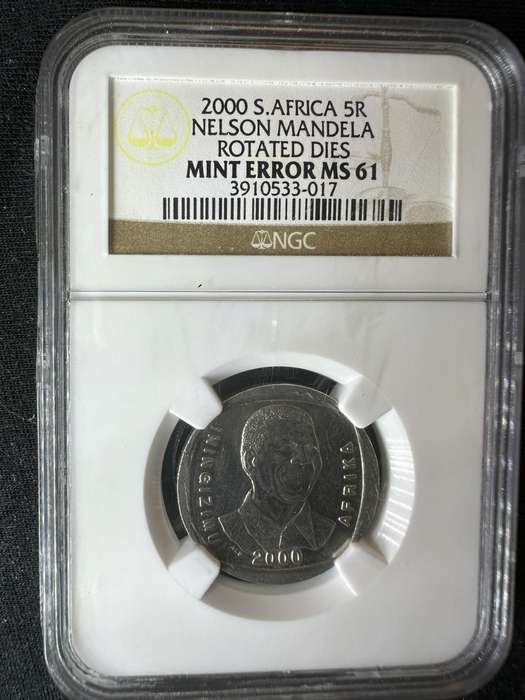 2000 S.AFRICA 5R
NELSON MANDELA
ROTATED DIES
MINT ERROR MS 61
3910533-017
NGC
ININGIZIMU
AFRIKA
2000